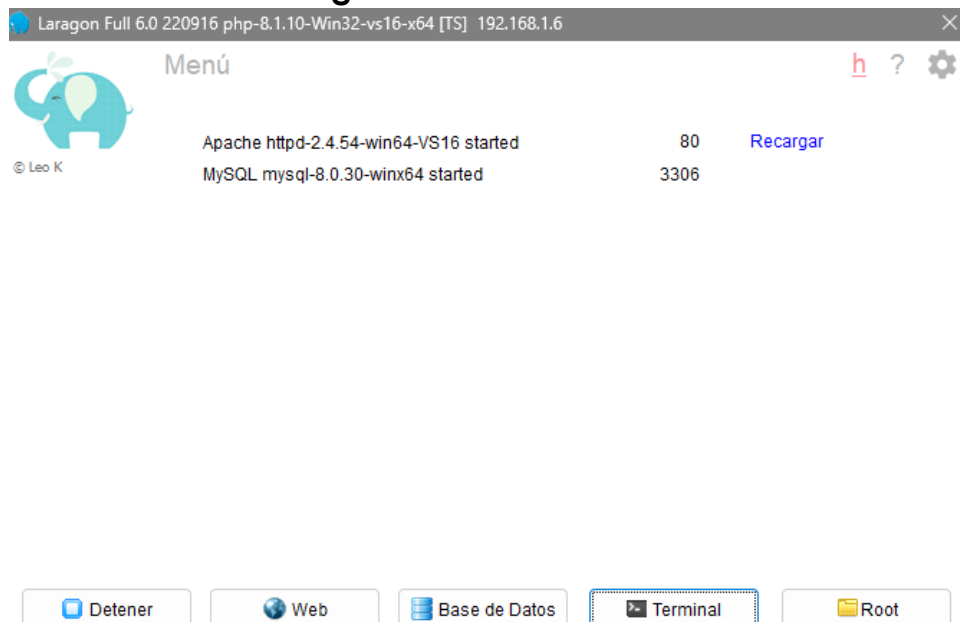 Laragon Full 6.0 220916 php-8.1.10-Win32-vs16-x64 [TS] 192.168.1.6
Menú
h ?
© Leo K
Apache httpd-2.4.54-win64-VS16 started 80 Recargar
MySQL mysql-8.0.30-winx64 started 3306
Detener Web Base de Datos Terminal Root